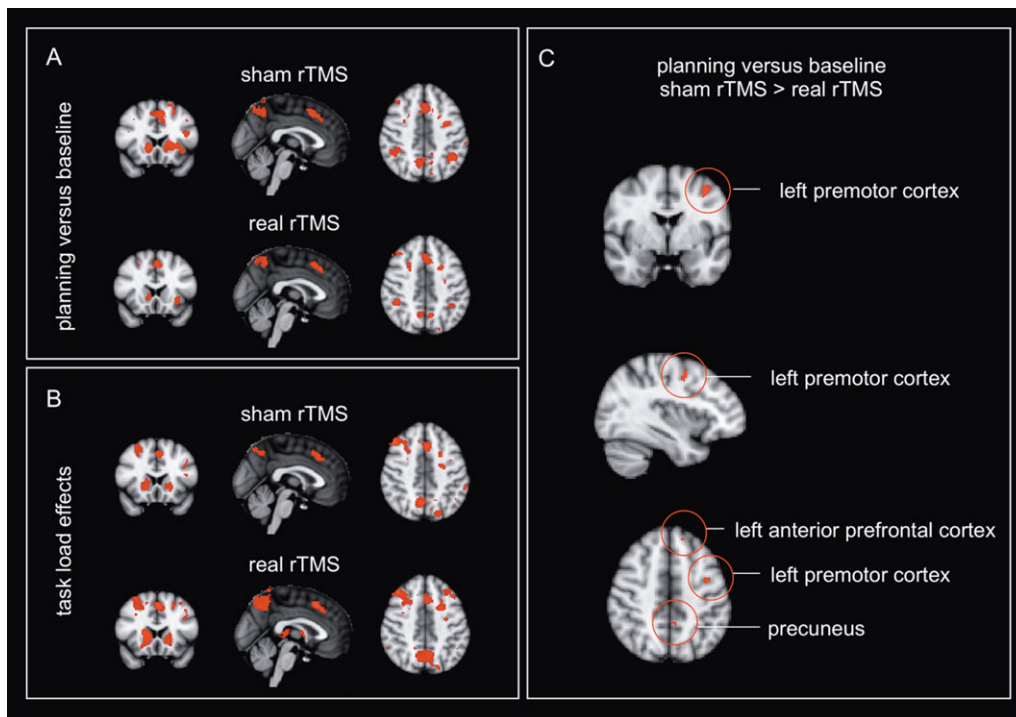 A
planning versus baseline
sham rTMS
real rTMS
B
task load effects
sham rTMS
real rTMS
C
planning versus baseline
sham rTMS > real rTMS
left premotor cortex
left premotor cortex
left anterior prefrontal cortex
left premotor cortex
precuneus